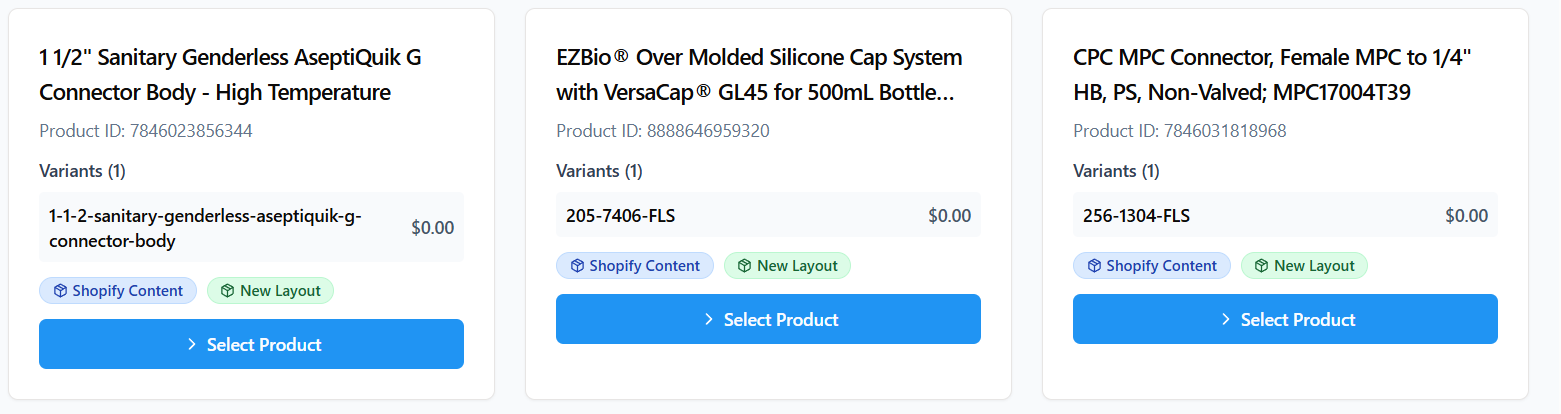 1 1/2" Sanitary Genderless AseptiQuik G
Connector Body - High Temperature
Product ID: 7846023856344
Variants (1)
1-1-2-sanitary-genderless-aseptiquik-g-
connector-body
$0.00
Shopify Content
New Layout
Select Product
EZBio® Over Molded Silicone Cap System
with VersaCap® GL45 for 500mL Bottle...
Product ID: 8888646959320
Variants (1)
205-7406-FLS
$0.00
Shopify Content
New Layout
Select Product
CPC MPC Connector, Female MPC to 1/4"
HB, PS, Non-Valved; MPC17004T39
Product ID: 7846031818968
Variants (1)
256-1304-FLS
$0.00
Shopify Content
New Layout
Select Product